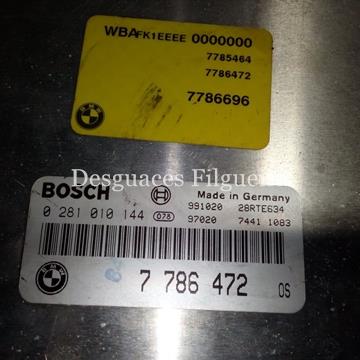 WBAFK1EEEE 0000000
7785464
7786472
7786696
Desguaces Filgueira
BOSCH
Made in Germany
0 281 010 144 078
991020 28RTE634
97020 7441 1083
7 786 472 OS